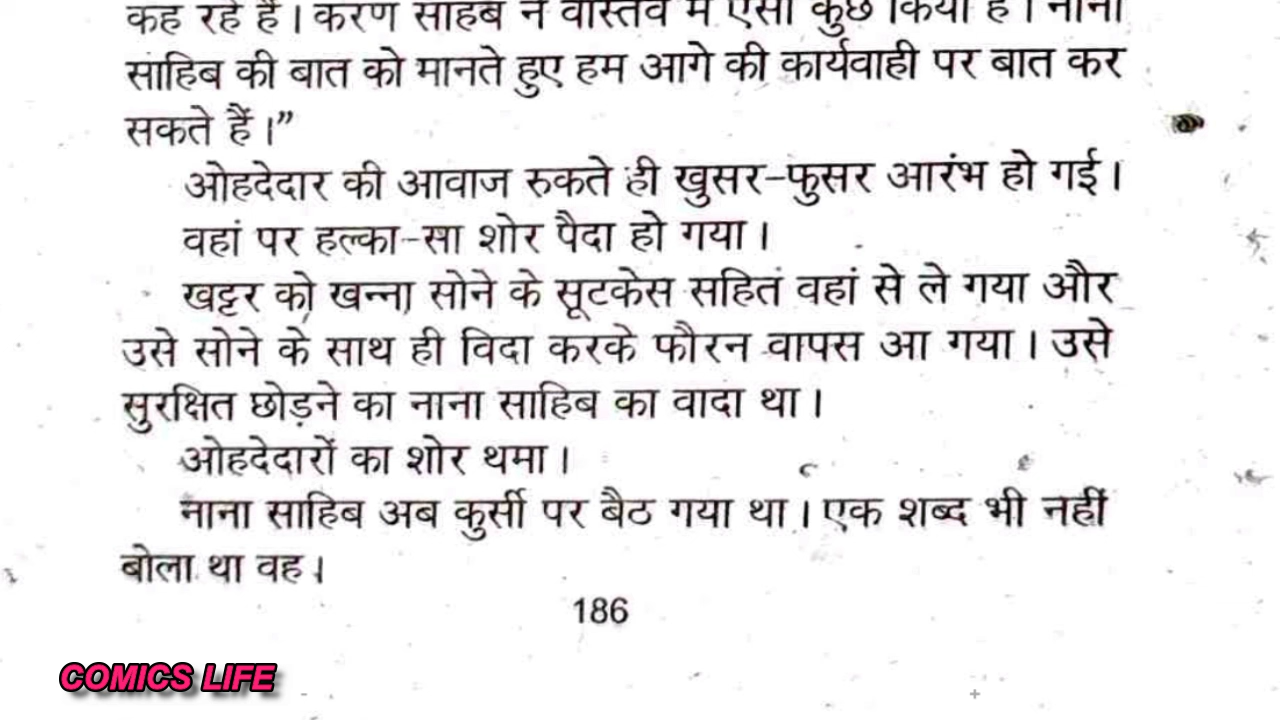 कह रहे हैं। करण साहब ने वास्तव में ऐसा कुछ किया है। नाना
साहिब की बात को मानते हुए हम आगे की कार्यवाही पर बात कर
सकते हैं।”
ओहदेदार की आवाज रुकते ही खुसर-फुसर आरंभ हो गई।
वहां पर हल्का-सा शोर पैदा हो गया।
खट्टर को खन्ना सोने के सूटकेस सहित वहां से ले गया और
उसे सोने के साथ ही विदा करके फौरन वापस आ गया। उसे
सुरक्षित छोड़ने का नाना साहिब का वादा था।
ओहदेदारों का शोर थमा।
नाना साहिब अब कुर्सी पर बैठ गया था। एक शब्द भी नहीं
बोला था वह।
186
COMICS LIFE